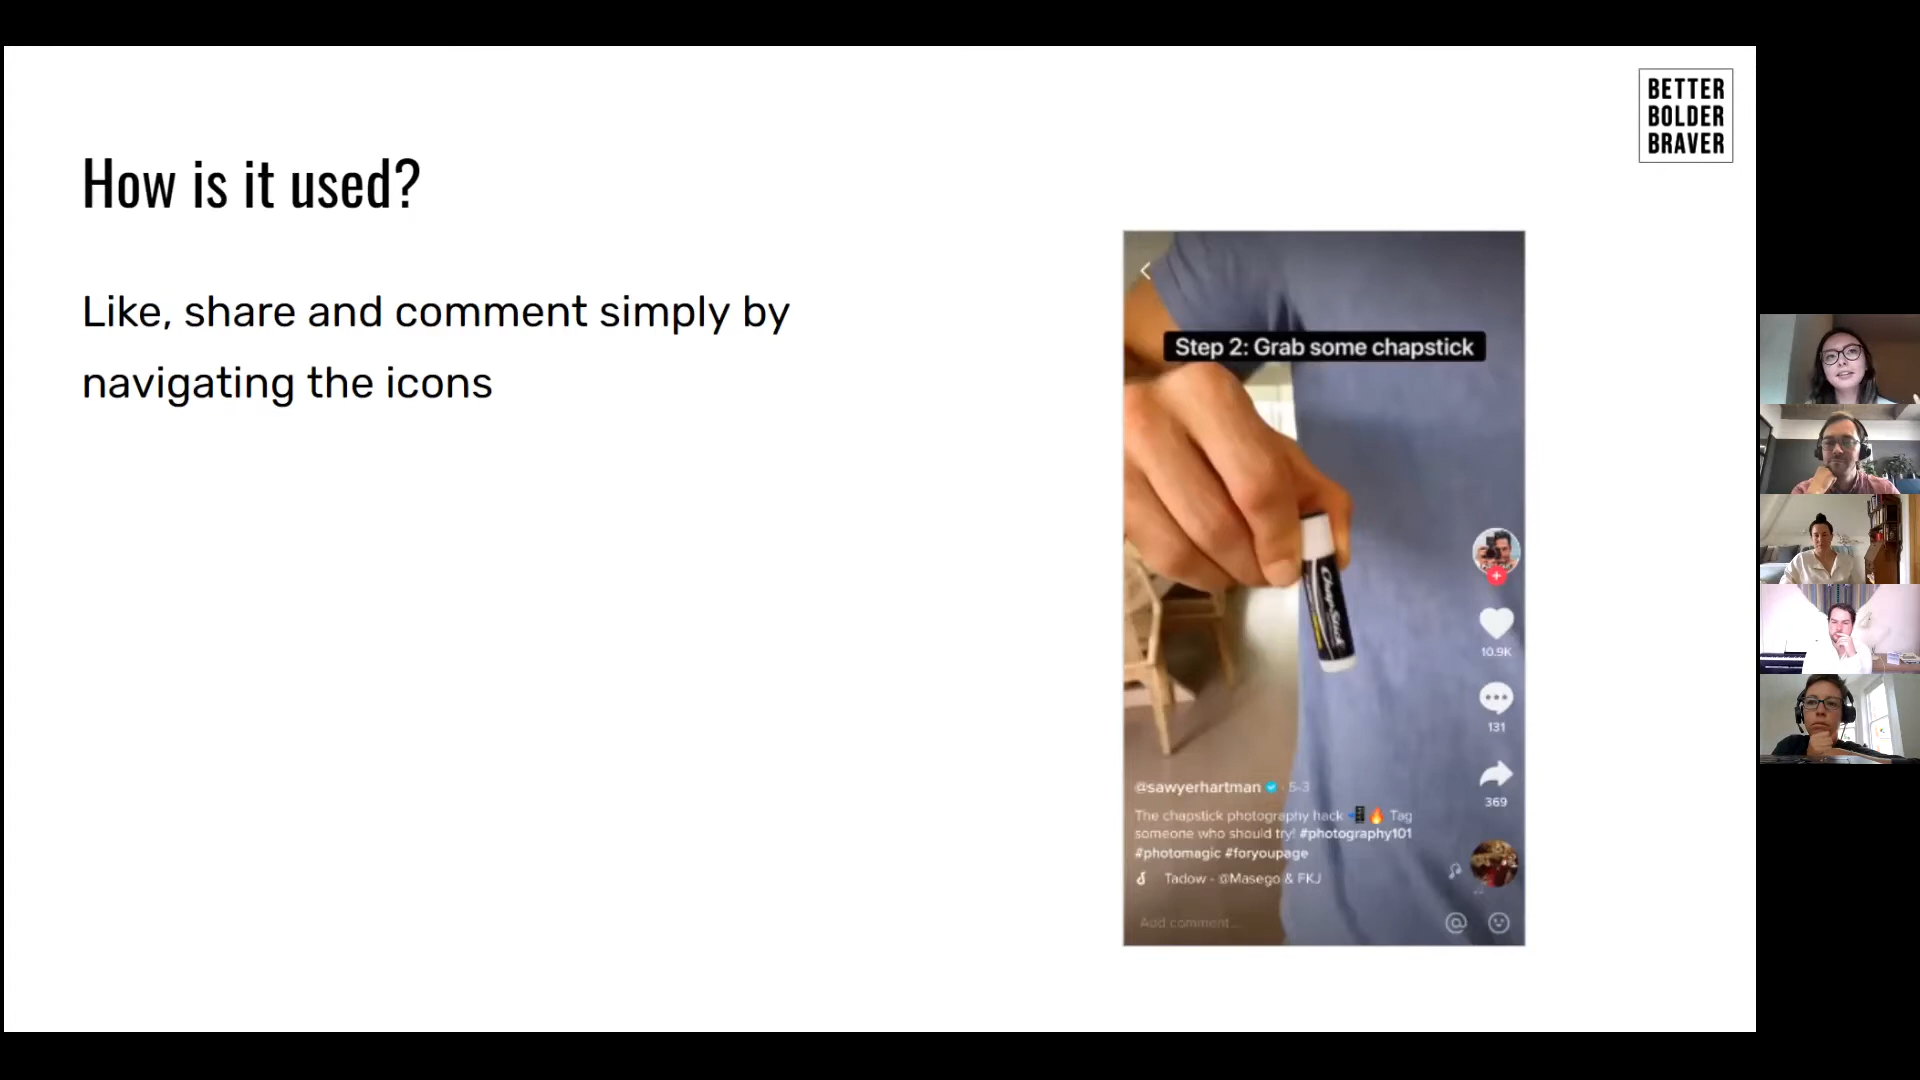 BETTER
BOLDER
BRAVER
How is it used?
Like, share and comment simply by
navigating the icons
Step 2: Grab some chapstick
ChapStick
10.9K
131
369
@sawyerhartman · 5-3
The chapstick photography hack 📲🔥 Tag
someone who should try! #photography101
#photomagic #foryoupage
Tadow - @Masego & FKJ
Add comment...